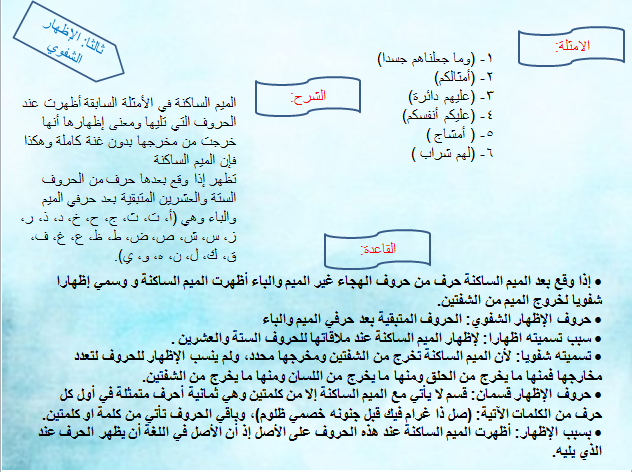 ثالثا: الإظهار
الشفوي
الامثلة:
١- (وما جعلناهم جسدا)
٢- (أمثالكم)
٣- (عليهم دائرة)
٤- (عليكم أنفسكم)
٥- ( أمشاج )
٦- (لهم شراب )
الشرح:
الميم الساكنة في الأمثلة السابقة أظهرت عند
الحروف التي تليها ومعنى إظهارها أنها
خرجت من مخرجها بدون غنة كاملة وهكذا
فإن الميم الساكنة
تظهر إذا وقع بعدها حرف من الحروف
الستة والعشرين المتبقية بعد حرفي الميم
والباء وهي (أ، ت، ث، ج، ح، خ، د، ذ، ر،
ز، س، ش، ص، ض، ط، ظ، ع، غ، ف،
ق، ك، ل، ن، ه، و، ي).
القاعدة:
● إذا وقع بعد الميم الساكنة حرف من حروف الهجاء غير الميم والباء أظهرت الميم الساكنة و وسمي إظهارا
شفويا لخروج الميم من الشفتين.
● حروف الإظهار الشفوي: الحروف المتبقية بعد حرفي الميم والباء
● سبب تسميته اظهارا: لإظهار الميم الساكنة عند ملاقاتها للحروف الستة والعشرين .
● تسميته شفويا: لأن الميم الساكنة تخرج من الشفتين ومخرجها محدد، ولم ينسب الإظهار للحروف لتعدد
مخارجها فمنها ما يخرج من الحلق ومنها ما يخرج من اللسان ومنها ما يخرج من الشفتين.
● حروف الإظهار قسمان: قسم لا يأتي مع الميم الساكنة إلا من كلمتين وهي ثمانية أحرف متمثلة في أول كل
حرف من الكلمات الآتية: (صل ذا غرام فيك قبل جنونه خصمي ظلوم)، وباقي الحروف تأتي من كلمة او كلمتين.
● بسبب الإظهار: أظهرت الميم الساكنة عند هذه الحروف على الأصل إذ أن الأصل في اللغة أن يظهر الحرف عند
الذي يليه.